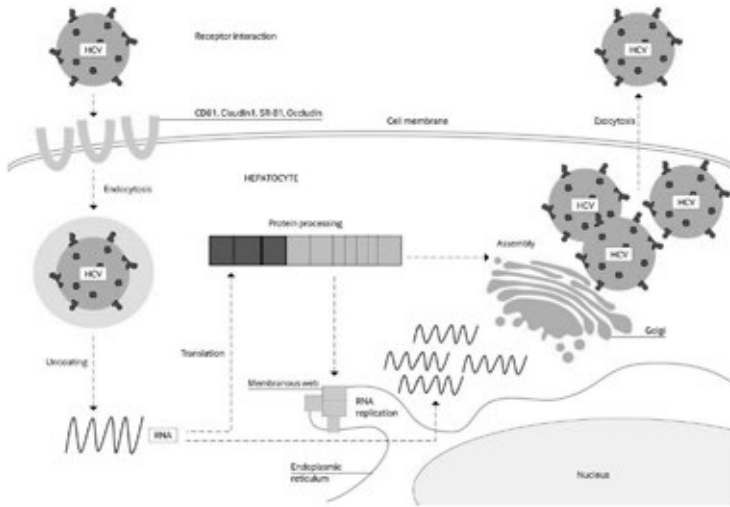 HCV
Receptor interaction
HCV
CD81, Claudin1, SR-B1, Occludin
Cell membrane
Exocytosis
Endocytosis
HEPATOCYTE
HCV
HCV
HCV
Protein processing
Assembly
HCV
Golgi
Uncoating
Translation
Membranous web
RNA
replication
RNA
Endoplasmic
reticulum
Nucleus